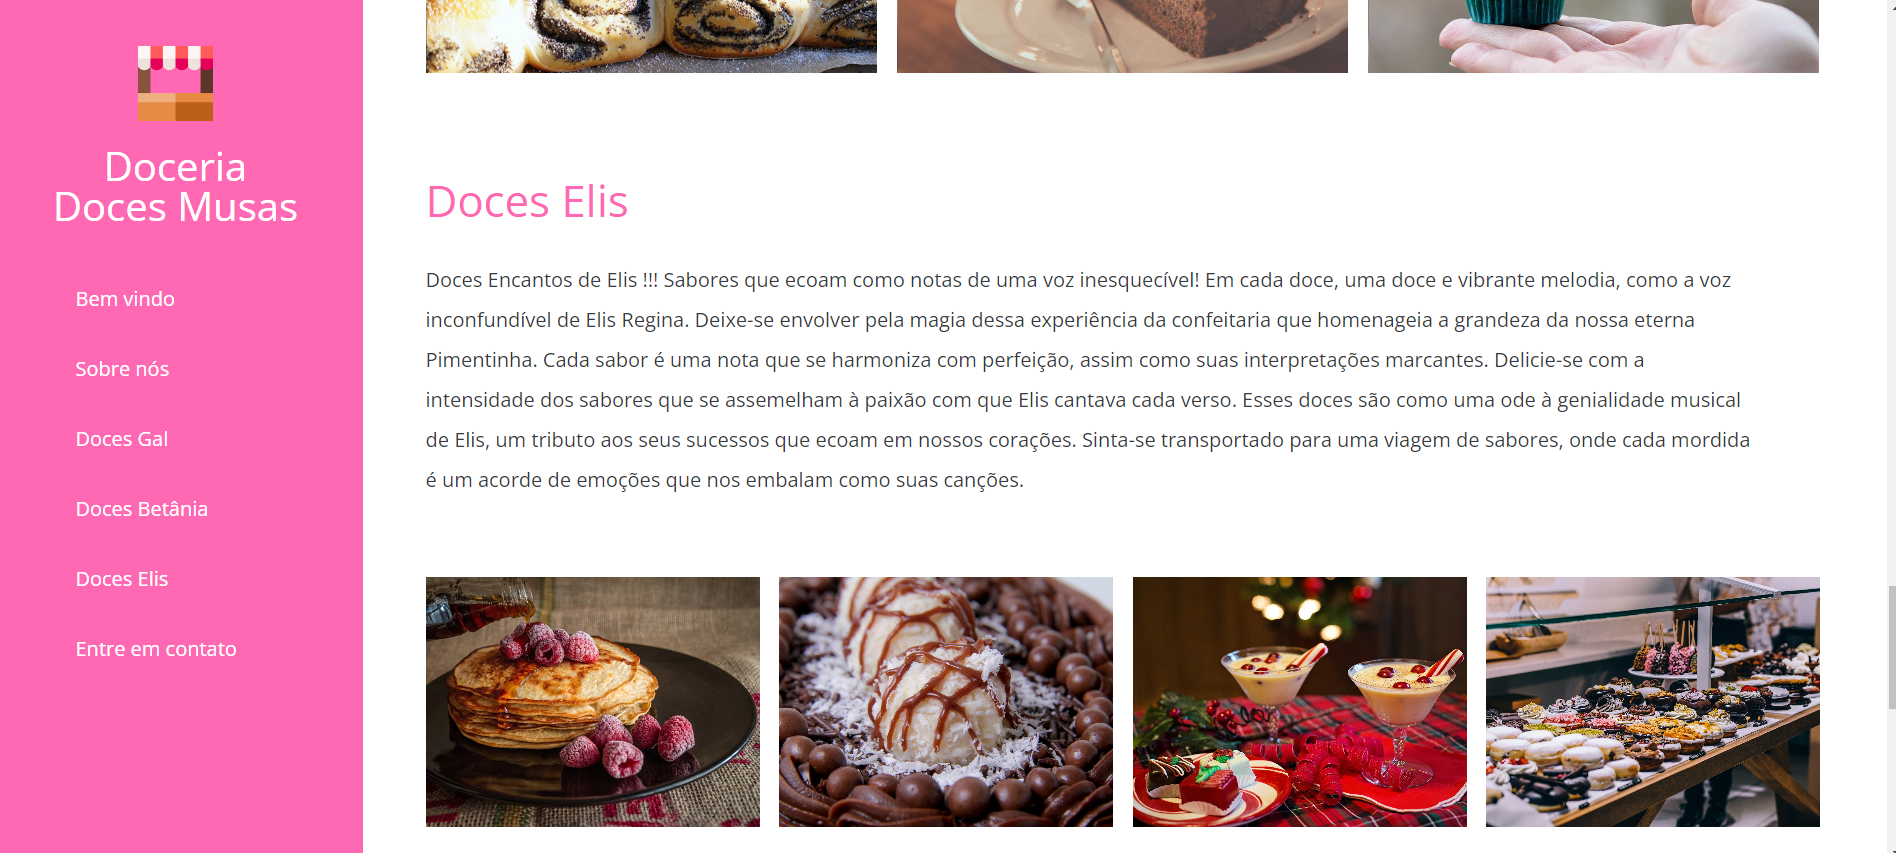 Doceria
Doces Musas
Bem vindo
Sobre nós
Doces Gal
Doces Betânia
Doces Elis
Entre em contato
Doces Elis
Doces Encantos de Elis !!! Sabores que ecoam como notas de uma voz inesquecível! Em cada doce, uma doce e vibrante melodia, como a voz
inconfundível de Elis Regina. Deixe-se envolver pela magia dessa experiência da confeitaria que homenageia a grandeza da nossa eterna
Pimentinha. Cada sabor é uma nota que se harmoniza com perfeição, assim como suas interpretações marcantes. Delicie-se com a
intensidade dos sabores que se assemelham à paixão com que Elis cantava cada verso. Esses doces são como uma ode à genialidade musical
de Elis, um tributo aos seus sucessos que ecoam em nossos corações. Sinta-se transportado para uma viagem de sabores, onde cada mordida
é um acorde de emoções que nos embalam como suas canções.